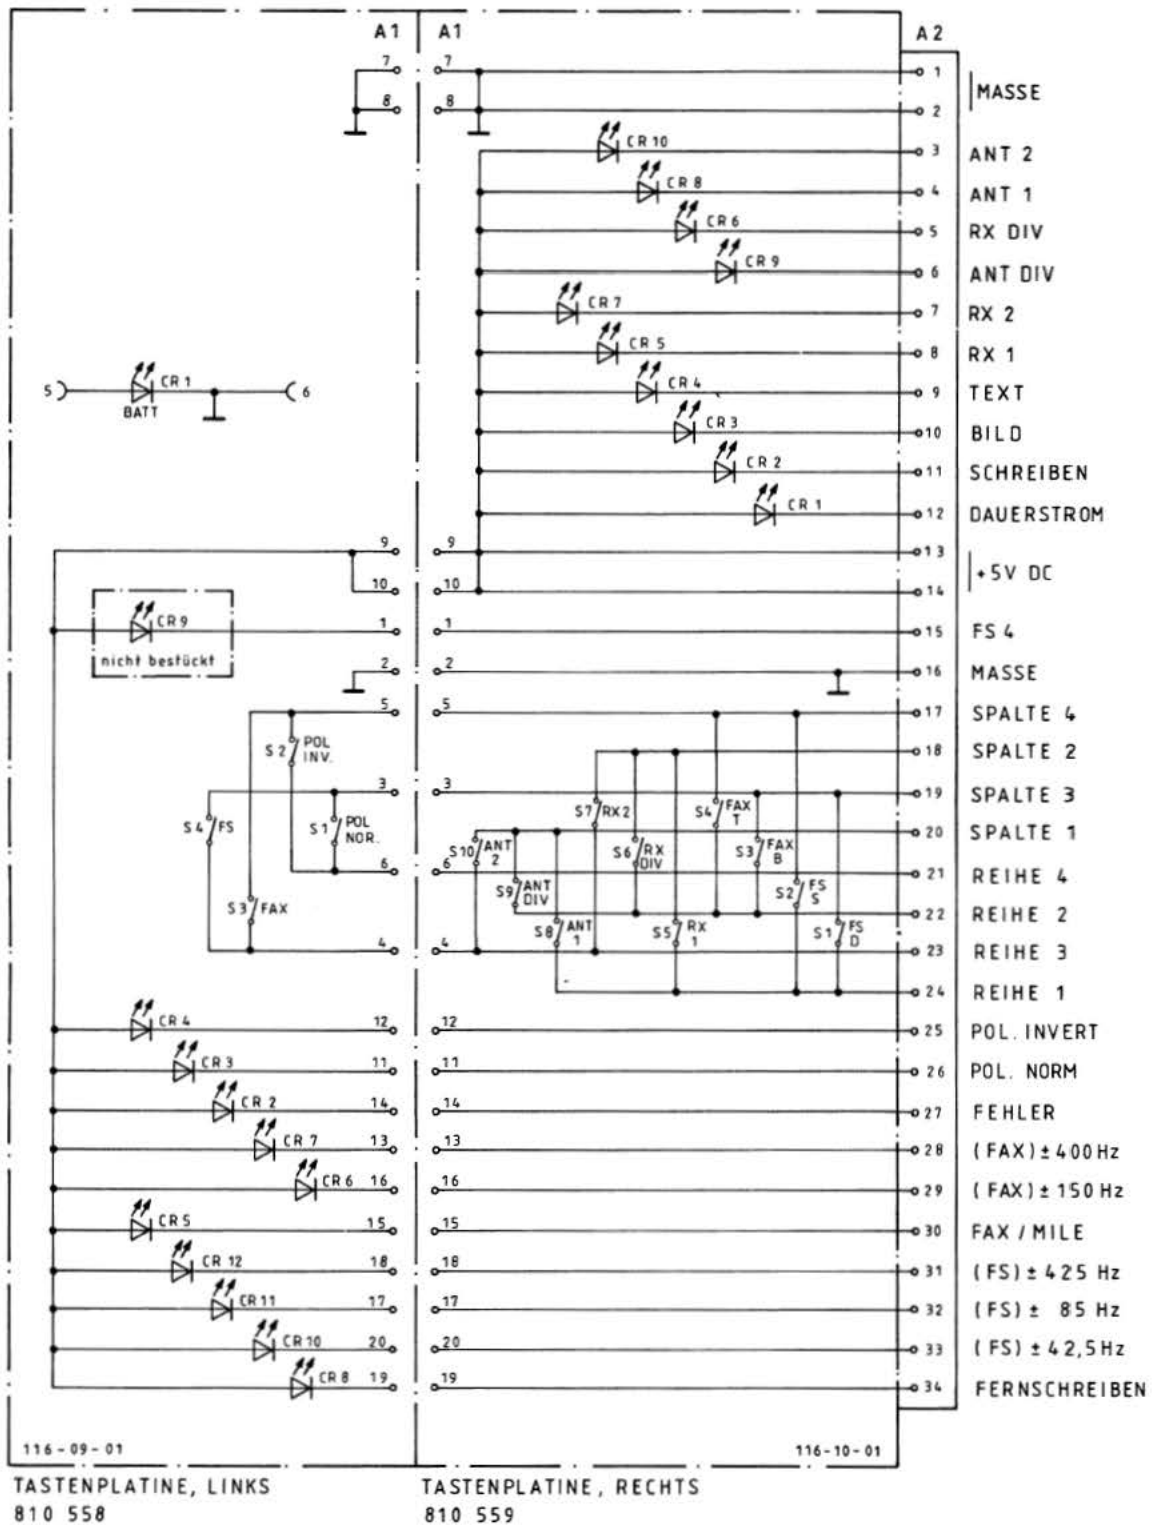 A1 A1 A2
7 7 1
MASSE
8 8 2
CR 10 3 ANT 2
CR 8 4 ANT 1
CR 6 5 RX DIV
CR 9 6 ANT DIV
CR 7 7 RX 2
CR 5 8 RX 1
5 CR 1 6 CR 4 9 TEXT
BATT
CR 3 10 BILD
CR 2 11 SCHREIBEN
CR 1 12 DAUERSTROM
9 9 13
+5V DC
10 10 14
CR 9 1 1 15 FS 4
nicht bestückt
2 2 16 MASSE
5 5 17 SPALTE 4
S2 POL
INV.
18 SPALTE 2
3 3 19 SPALTE 3
S4 FS S1 POL
NOR.
S7 RX2 S4 FAX
T
20 SPALTE 1
S10 ANT
2
S6 RX
DIV
S3 FAX
B
6 6 21 REIHE 4
S9 ANT
DIV
S2 FS
S
S3 FAX
22 REIHE 2
S8 ANT
1
S5 RX
1
S1 FS
D
4 4 23 REIHE 3
24 REIHE 1
CR 4 12 12 25 POL. INVERT
CR 3 11 11 26 POL. NORM
CR 2 14 14 27 FEHLER
CR 7 13 13 28 (FAX) ± 400 Hz
CR 6 16 16 29 (FAX) ± 150 Hz
CR 5 15 15 30 FAX / MILE
CR 12 18 18 31 (FS) ± 425 Hz
CR 11 17 17 32 (FS) ± 85 Hz
CR 10 20 20 33 (FS) ± 42,5 Hz
CR 8 19 19 34 FERNSCHREIBEN
116-09-01 116-10-01
TASTENPLATINE, LINKS TASTENPLATINE, RECHTS
810 558 810 559